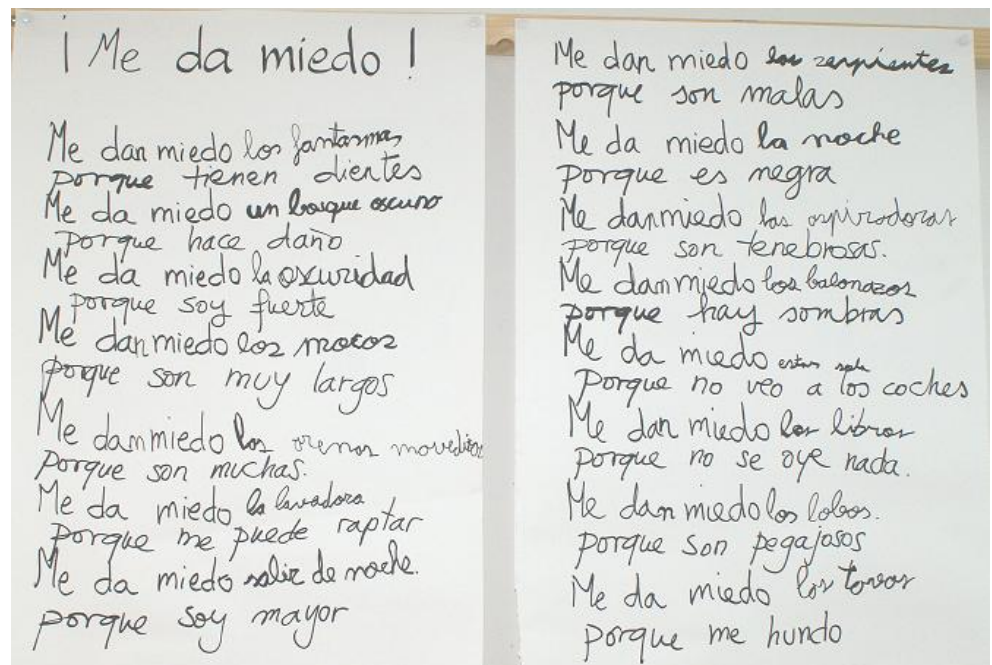 ¡Me da miedo!
Me dan miedo los fantasmas
porque tienen dientes
Me da miedo un bosque oscuro
porque hace daño
Me da miedo la oscuridad
porque soy fuerte
Me dan miedo los mocos
porque son muy largos
Me dan miedo las arenas movedizas
porque son muchas.
Me da miedo la lavadora
porque me puede raptar
Me da miedo salir de noche.
porque soy mayor
Me dan miedo las serpientes
porque son malas
Me da miedo la noche
porque es negra
Me dan miedo las aspiradoras
porque son tenebrosas.
Me dan miedo los balonazos
porque hay sombras
Me da miedo estar solo
porque no veo a los coches
Me dan miedo los libros
porque no se oye nada.
Me dan miedo los lobos.
porque son pegajosos
Me da miedo los toros
porque me hundo